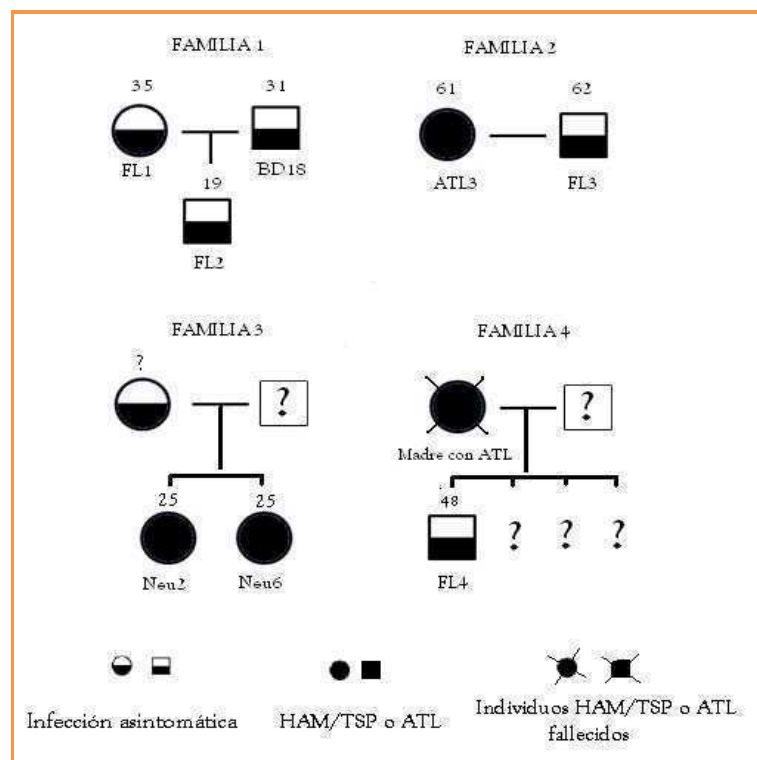 FAMILIA 1
FAMILIA 2
35
31
61
62
FL1
BD18
ATL3
FL3
19
FL2
FAMILIA 3
FAMILIA 4
?
?
?
Madre con ATL
25
25
48
? ? ?
Neu2
Neu6
FL4
Infección asintomática
HAM/TSP o ATL
Individuos HAM/TSP o ATL
fallecidos